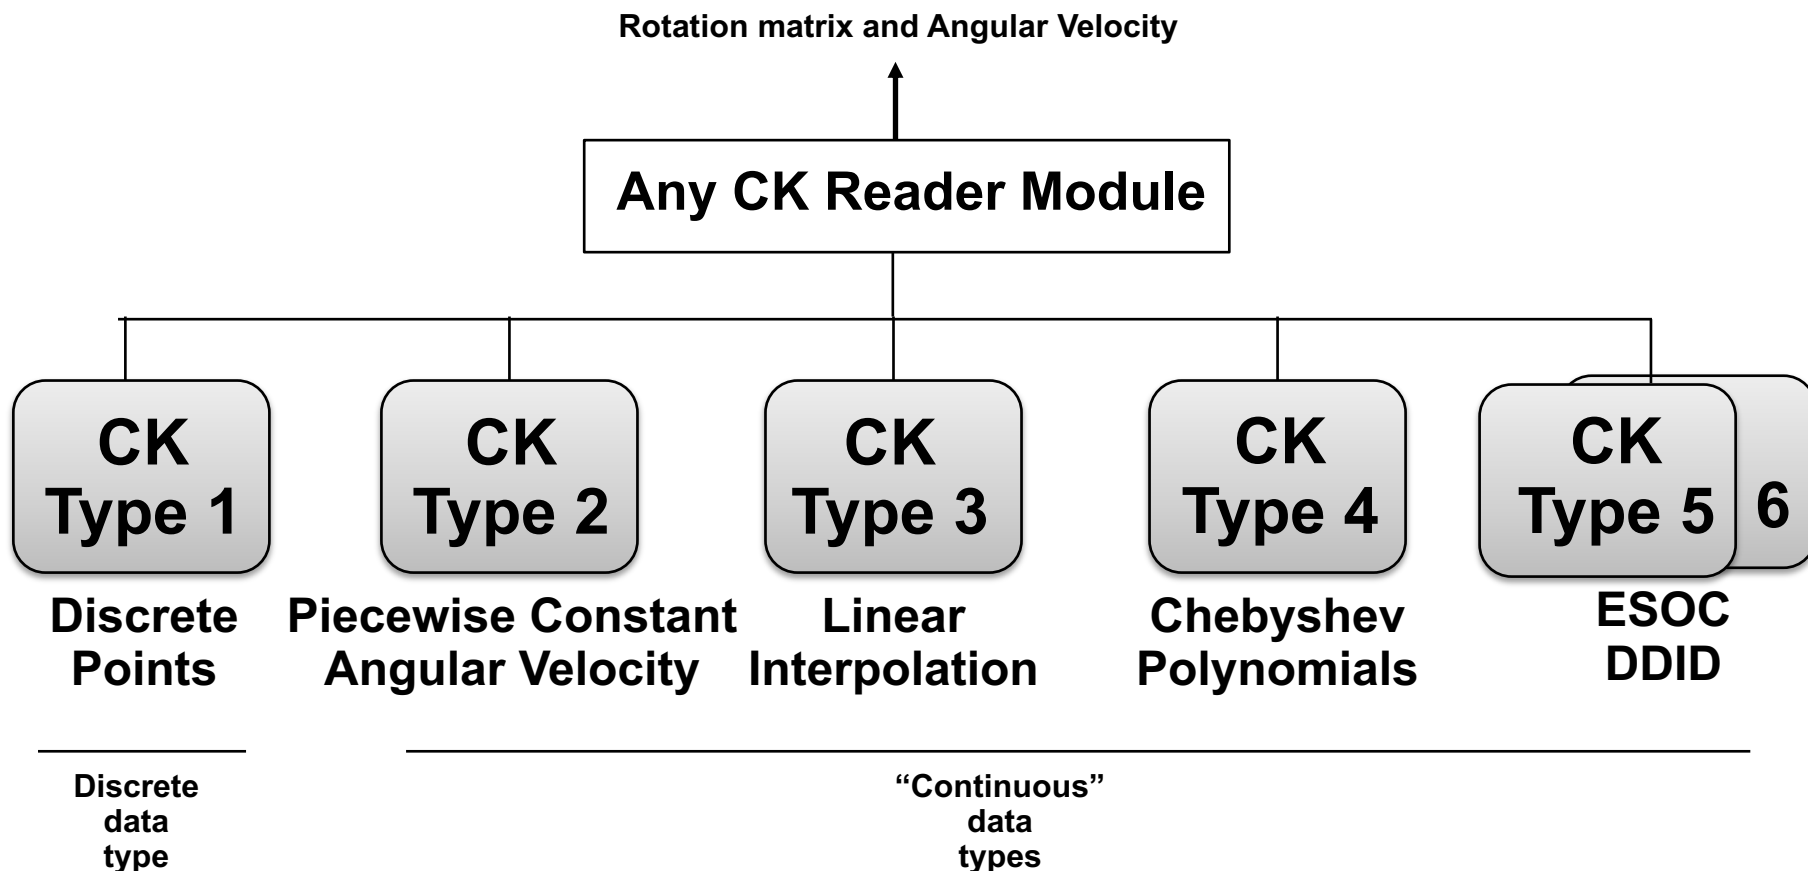 Rotation matrix and Angular Velocity
Any CK Reader Module
CK
Type 1
CK
Type 2
CK
Type 3
CK
Type 4
CK
Type 5
6
Discrete
Points
Piecewise Constant
Angular Velocity
Linear
Interpolation
Chebyshev
Polynomials
ESOC
DDID
Discrete
data
type
“Continuous”
data
types